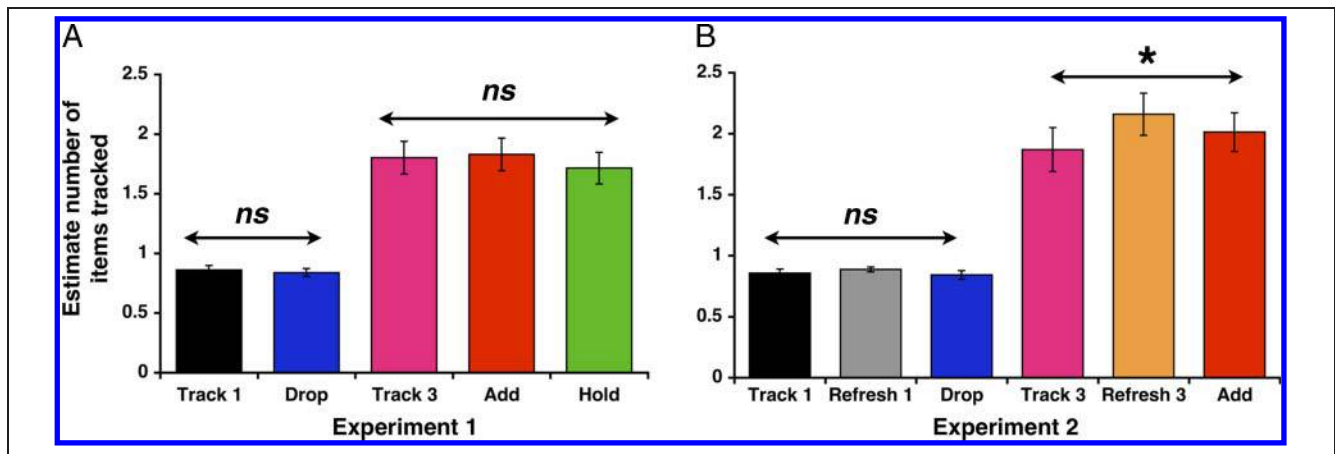 A
Estimate number of
items tracked
2.5
2
1.5
1
0.5
0
ns
ns
Track 1 Drop Track 3 Add Hold
Experiment 1
B
2.5
2
1.5
1
0.5
0
ns
*
Track 1 Refresh 1 Drop Track 3 Refresh 3 Add
Experiment 2